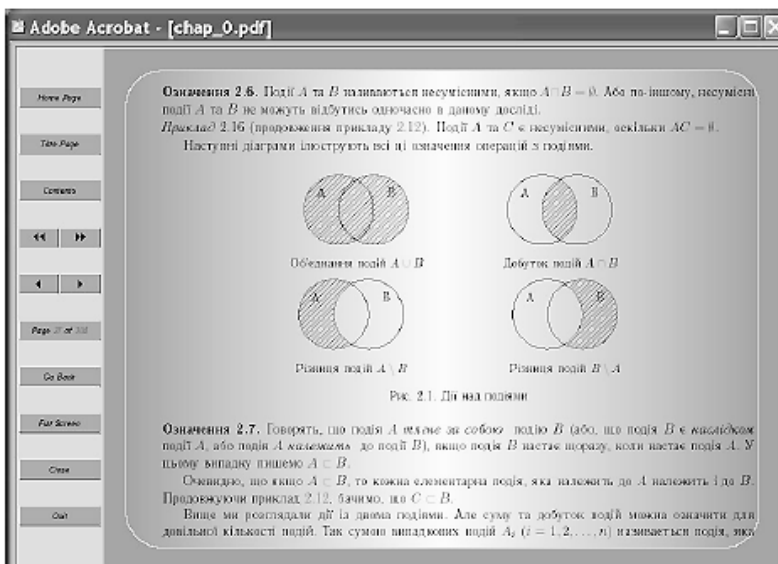 Adobe Acrobat - [chap_0.pdf]
Home Page
Title Page
Contents
Page of
Go Back
Full Screen
Close
Quit
Означення 2.6. Події A та B називаються несумісними, якщо A ∩ B = ∅. Або по-іншому, несумісні
події A та B не можуть відбутись одночасно в даному досліді.
Приклад 2.16 (продовження прикладу 2.12). Події A та C є несумісними, оскільки AC = ∅.
Наступні діаграми ілюструють всі ці означення операцій з подіями.
A B
A B
Об'єднання подій A ∪ B
Добуток подій A ∩ B
A B
A B
Різниця подій A \ B
Різниця подій B \ A
Рис. 2.1. Дії над подіями
Означення 2.7. Говорять, що подія A тягне за собою подію B (або, що подія B є наслідком
події A, або подія A належить до події B), якщо подія B настає щоразу, коли настає подія A. У
цьому випадку пишемо A ⊂ B.
Очевидно, що якщо A ⊂ B, то кожна елементарна подія, яка належить до A належить і до B.
Продовжуючи приклад 2.12, бачимо, що C ⊂ B.
Вище ми розглядали дії із двома подіями. Але суму та добуток подій можна означити для
довільної кількості подій. Так сумою випадкових подій Ai (i = 1, 2, . . . , n) називається подія, яка